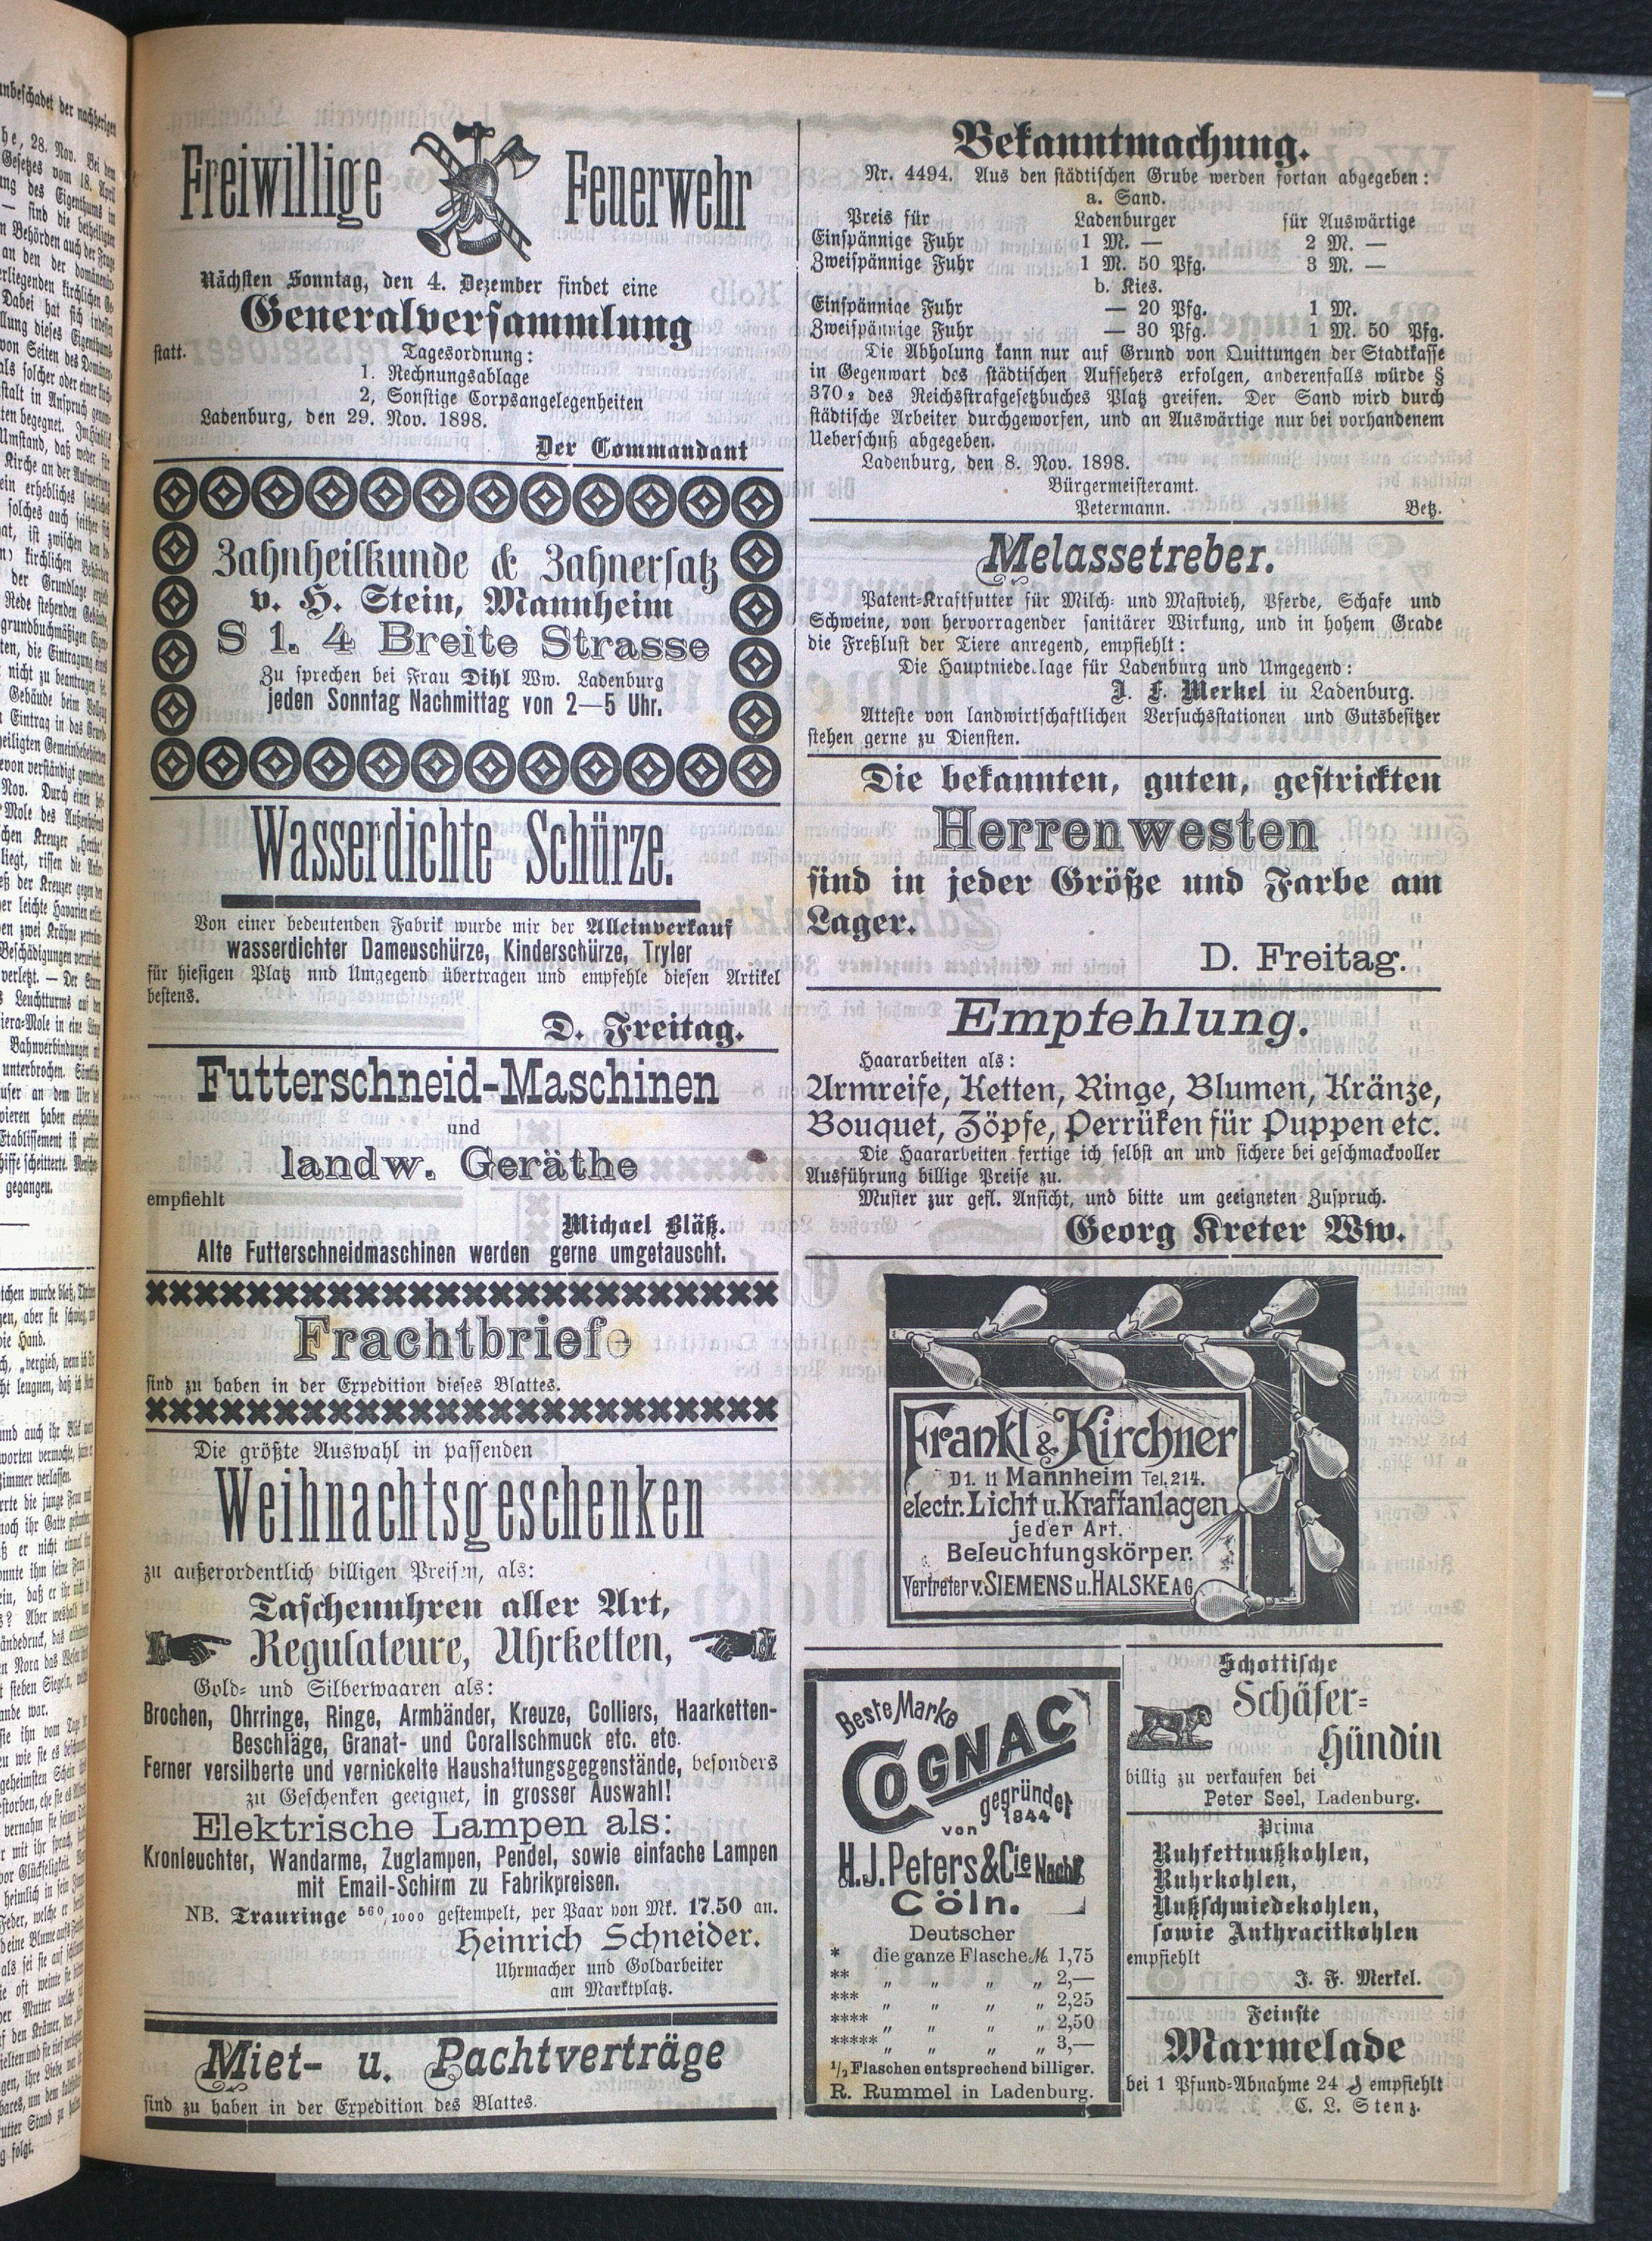 Freiwillige Feuerwehr
Nächsten Sonntag, den 4. Dezember findet eine
Generalversammlung
statt. Tagesordnung:
1. Rechnungsablage
2, Sonstige Corpsangelegenheiten
Ladenburg, den 29. Nov. 1898.
Der Commandant
Zahnheilkunde & Zahnersatz
v. H. Stein, Mannheim
S 1. 4 Breite Strasse
Zu sprechen bei Frau Dihl Ww. Ladenburg
jeden Sonntag Nachmittag von 2—5 Uhr.
Wasserdichte Schürze.
Von einer bedeutenden Fabrik wurde mir der Alleinverkauf
wasserdichter Damenschürze, Kinderschürze, Tryler
für hiesigen Platz und Umgegend übertragen und empfehle diesen Artikel
bestens.
D. Freitag.
Futterschneid-Maschinen
und
landw. Geräthe
empfiehlt
Michael Bläß.
Alte Futterschneidmaschinen werden gerne umgetauscht.
Frachtbriefe
sind zu haben in der Expedition dieses Blattes.
Die größte Auswahl in passenden
Weihnachtsgeschenken
zu außerordentlich billigen Preisen, als:
Taschenuhren aller Art,
Regulateure, Uhrketten,
Gold- und Silberwaaren als:
Brochen, Ohrringe, Ringe, Armbänder, Kreuze, Colliers, Haarketten-
Beschläge, Granat- und Corallschmuck etc. etc.
Ferner versilberte und vernickelte Haushaltungsgegenstände, besonders
zu Geschenken geeignet, in grosser Auswahl!
Elektrische Lampen als:
Kronleuchter, Wandarme, Zuglampen, Pendel, sowie einfache Lampen
mit Email-Schirm zu Fabrikpreisen.
NB. Trauringe 560/1000 gestempelt, per Paar von Mk. 17.50 an.
Heinrich Schneider.
Uhrmacher und Goldarbeiter
am Marktplatz.
Miet- u. Pachtverträge
sind zu haben in der Expedition des Blattes.
Bekanntmachung.
Nr. 4494. Aus den städtischen Grube werden fortan abgegeben:
a. Sand.
Preis für Ladenburger für Auswärtige
Einspännige Fuhr 1 M. — 2 M. —
Zweispännige Fuhr 1 M. 50 Pfg. 3 M. —
b. Kies.
Einspännige Fuhr — 20 Pfg. 1 M.
Zweispännige Fuhr — 30 Pfg. 1 M. 50 Pfg.
Die Abholung kann nur auf Grund von Quittungen der Stadtkasse
in Gegenwart des städtischen Aufsehers erfolgen, anderenfalls würde §
370 2 des Reichsstrafgesetzbuches Platz greifen. Der Sand wird durch
städtische Arbeiter durchgeworfen, und an Auswärtige nur bei vorhandenem
Ueberschuß abgegeben.
Ladenburg, den 8. Nov. 1898.
Bürgermeisteramt.
Petermann. Betz.
Melassetreber.
Patent-Kraftfutter für Milch- und Mastvieh, Pferde, Schafe und
Schweine, von hervorragender sanitärer Wirkung, und in hohem Grade
die Freßlust der Tiere anregend, empfiehlt:
Die Hauptniederlage für Ladenburg und Umgegend:
J. F. Merkel in Ladenburg.
Atteste von landwirtschaftlichen Versuchsstationen und Gutsbesitzer
stehen gerne zu Diensten.
Die bekannten, guten, gestrickten
Herrenwesten
sind in jeder Größe und Farbe am
Lager.
D. Freitag.
Empfehlung.
Haararbeiten als:
Armreife, Ketten, Ringe, Blumen, Kränze,
Bouquet, Zöpfe, Perrüken für Puppen etc.
Die Haararbeiten fertige ich selbst an und sichere bei geschmackvoller
Ausführung billige Preise zu.
Muster zur gefl. Ansicht, und bitte um geeigneten Zuspruch.
Georg Kreter Ww.
Frankl & Kirchner
D1. 11 Mannheim Tel. 214.
electr. Licht u. Kraftanlagen
jeder Art.
Beleuchtungskörper.
Vertreter v. SIEMENS u. HALSKE A G
Beste Marke
COGNAC
gegründet
1844
von
H. J. Peters & Cie Nachf.
Cöln.
Deutscher
* die ganze Flasche M 1,75
** „ „ „ „ 2,—
*** „ „ „ „ 2,25
**** „ „ „ „ 2,50
***** „ „ „ „ 3,—
1/2 Flaschen entsprechend billiger.
R. Rummel in Ladenburg.
Schottische
Schäfer-
Hündin
billig zu verkaufen bei
Peter Seel, Ladenburg.
Prima
Ruhfettnußkohlen,
Ruhrkohlen,
Nußschmiedekohlen,
sowie Anthracitkohlen
empfiehlt
J. F. Merkel.
Feinste
Marmelade
bei 1 Pfund-Abnahme 24 ₰ empfiehlt
C. L. Stenz.